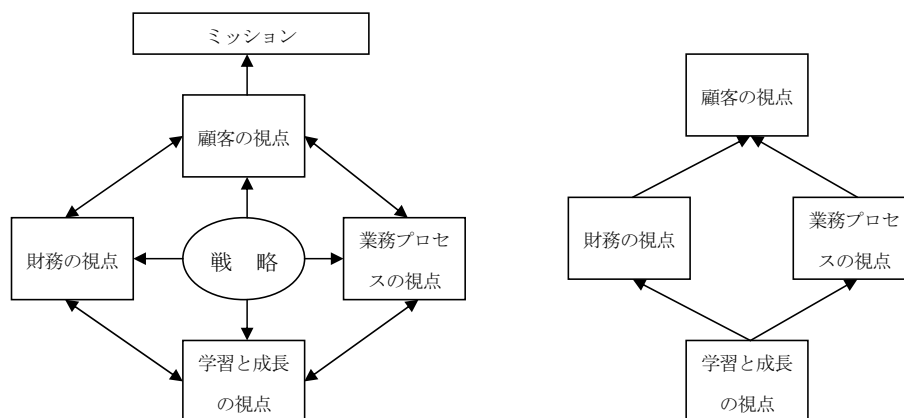 ミッション
顧客の視点
財務の視点
戦　略
業務プロセ
スの視点
学習と成長
の視点
顧客の視点
財務の視点
業務プロセ
スの視点
学習と成長
の視点